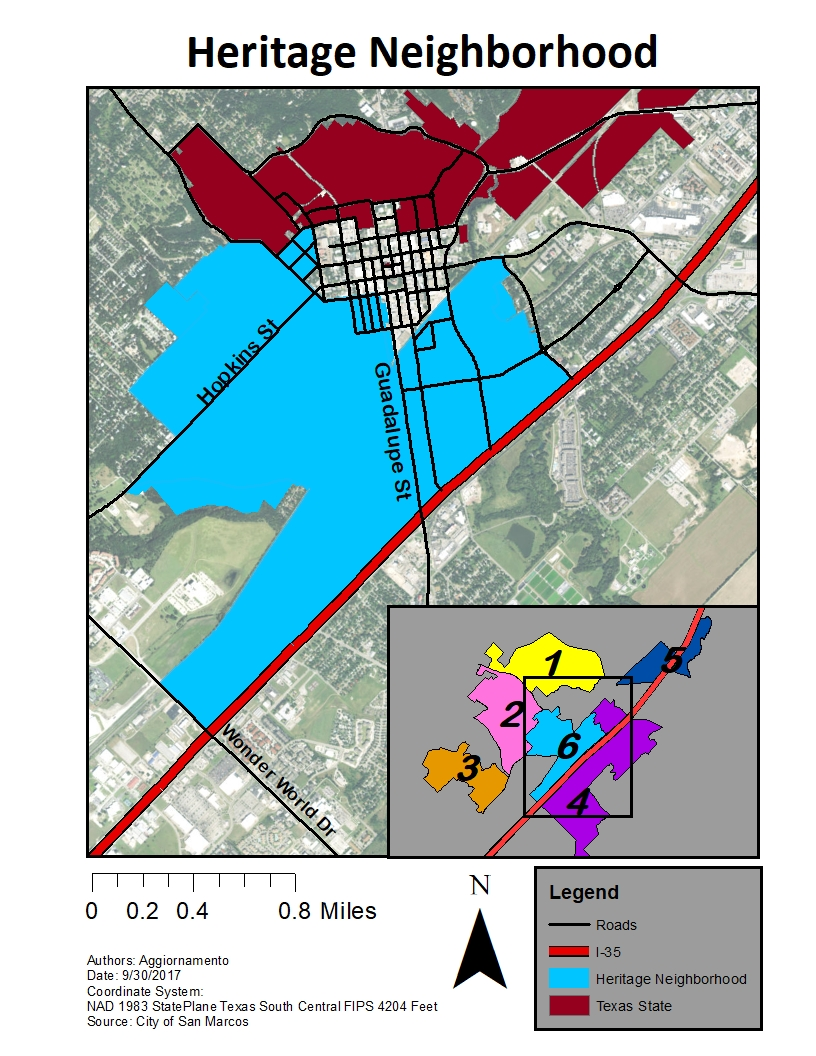 Heritage Neighborhood
Hopkins St
Guadalupe St
Wonder World Dr
1
2
3
4
5
6
0 0.2 0.4 0.8 Miles
N
Legend
Roads
I-35
Heritage Neighborhood
Texas State
Authors: Aggiornamento
Date: 9/30/2017
Coordinate System:
NAD 1983 StatePlane Texas South Central FIPS 4204 Feet
Source: City of San Marcos